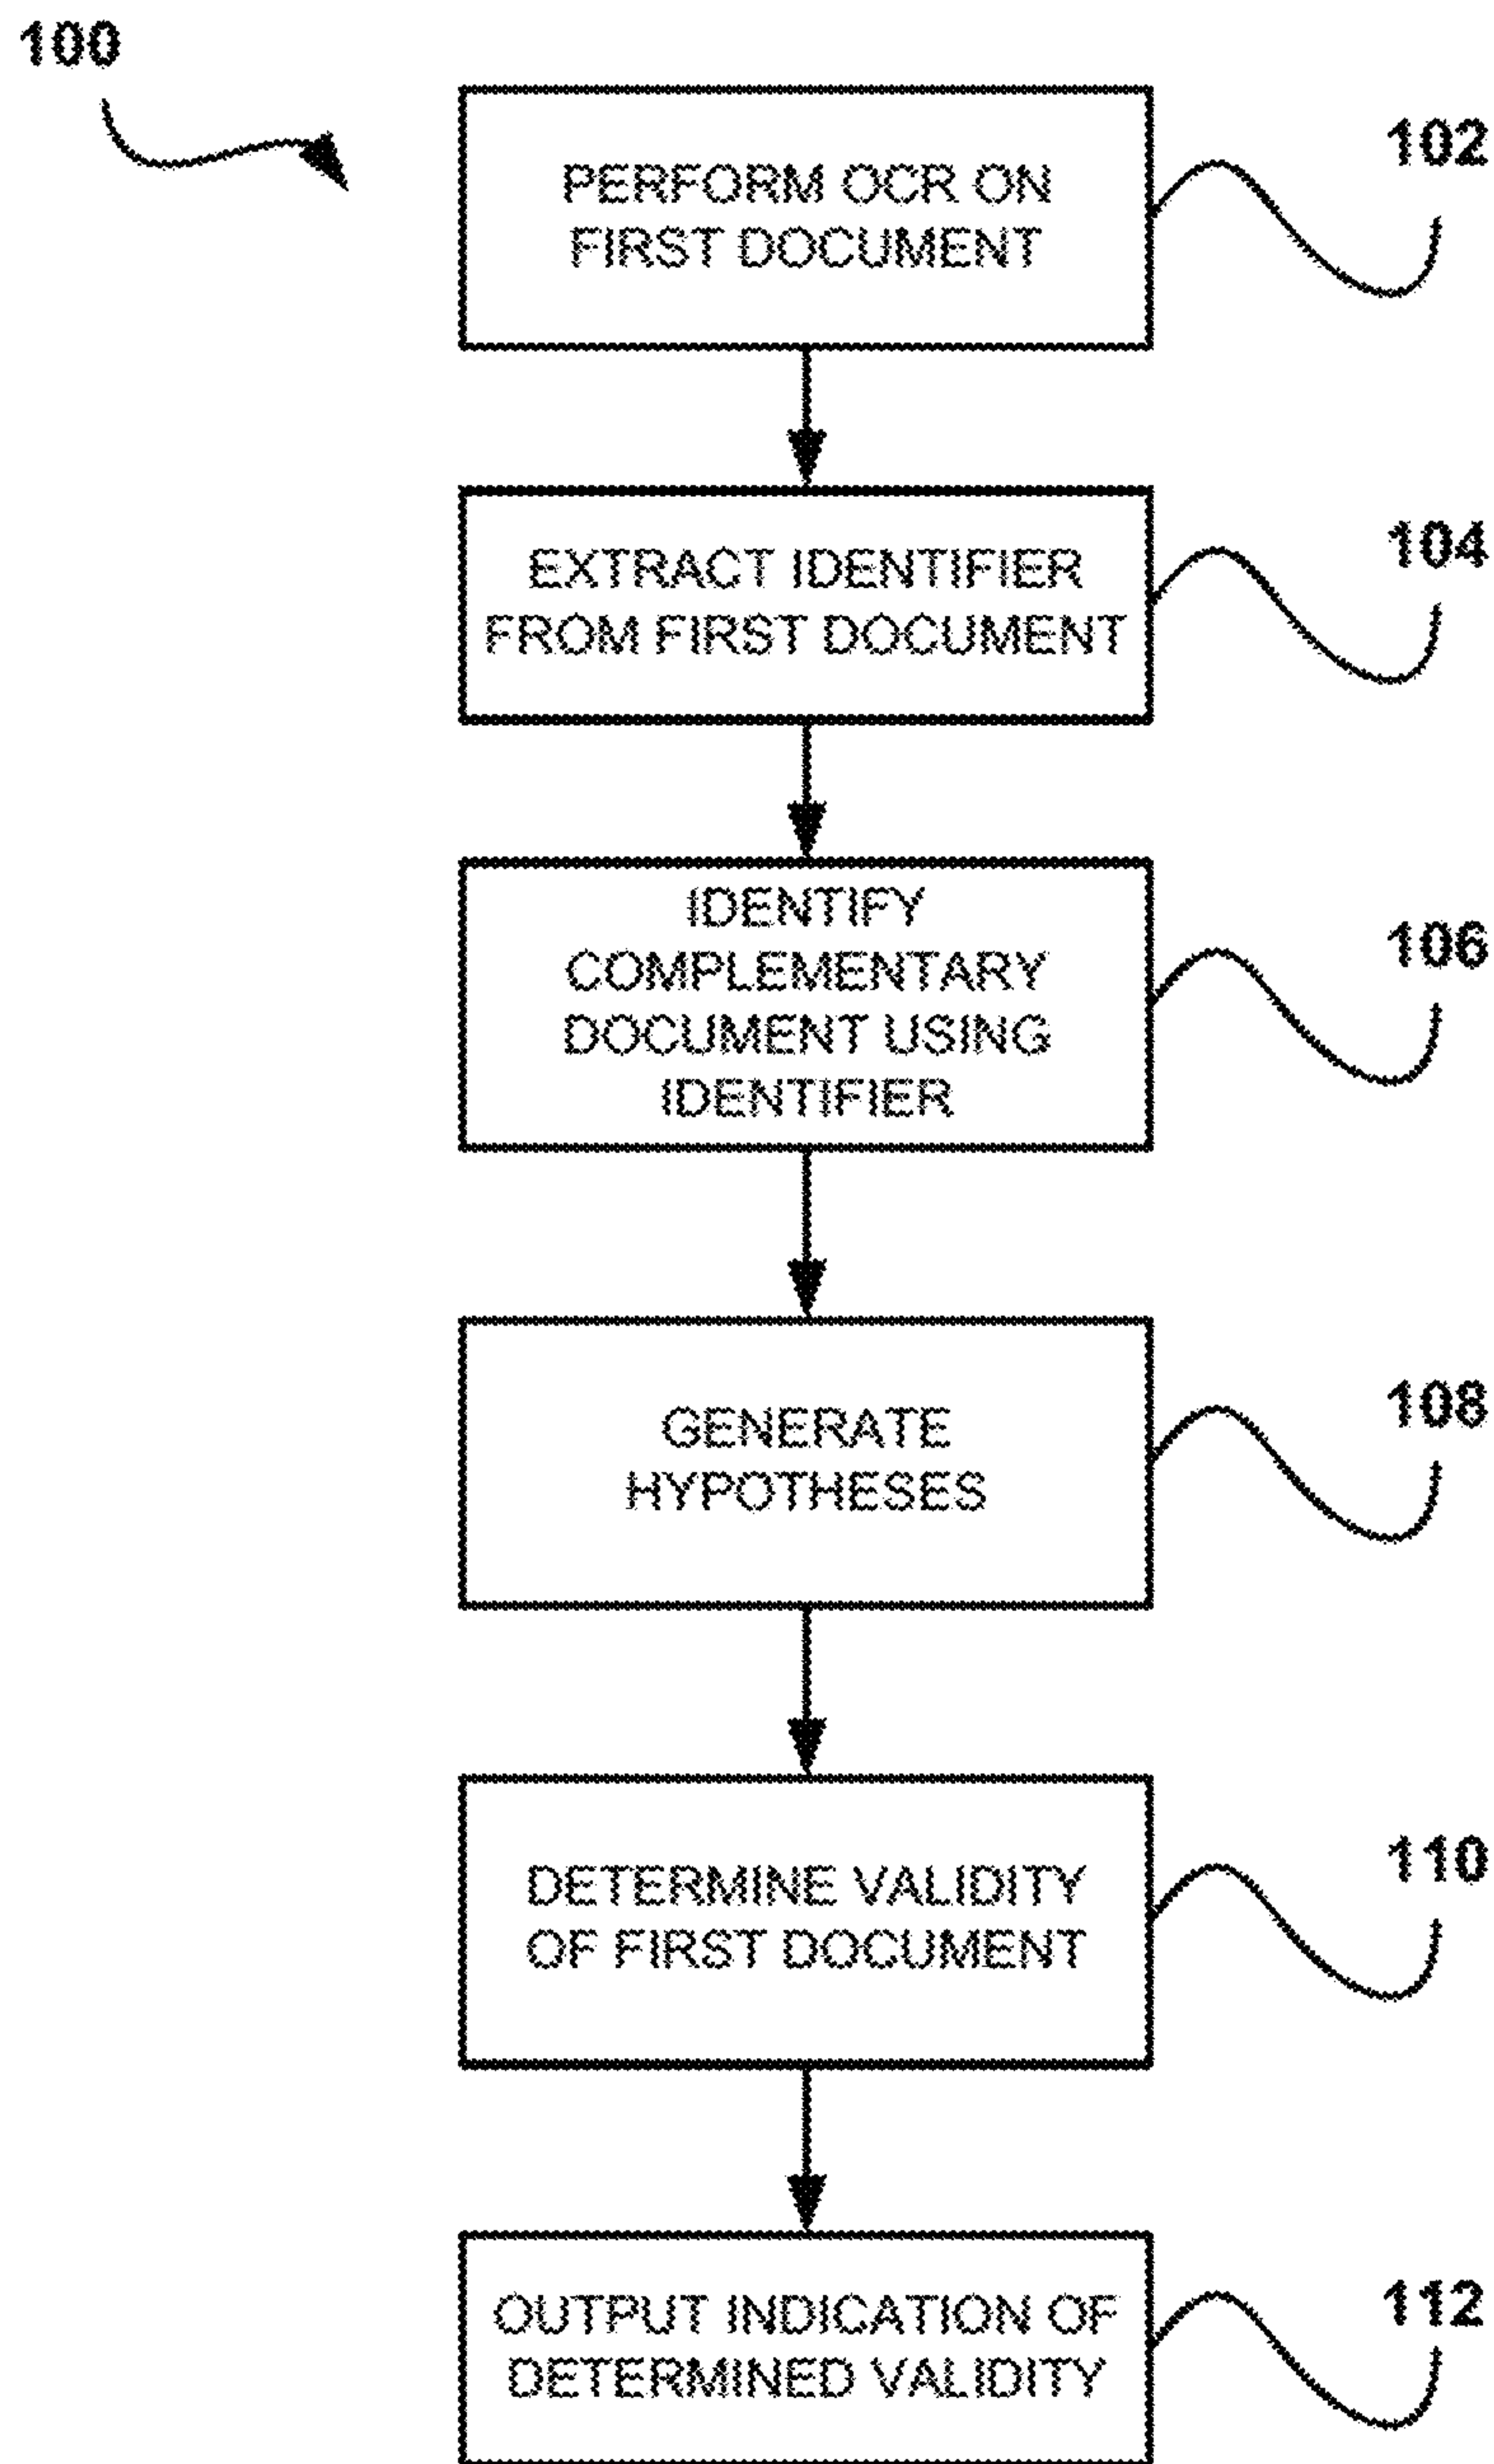 100
PERFORM OCR ON
FIRST DOCUMENT
102
EXTRACT IDENTIFIER
FROM FIRST DOCUMENT
104
IDENTIFY
COMPLEMENTARY
DOCUMENT USING
IDENTIFIER
106
GENERATE
HYPOTHESES
108
DETERMINE VALIDITY
OF FIRST DOCUMENT
110
OUTPUT INDICATION OF
DETERMINED VALIDITY
112